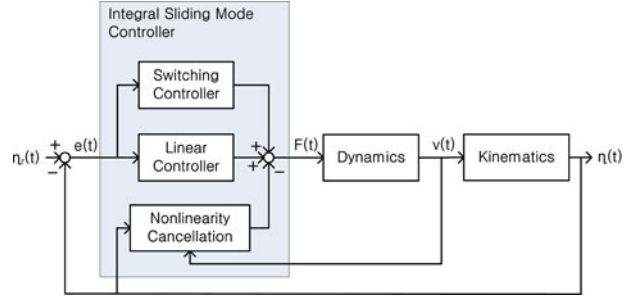 Integral Sliding Mode
Controller
Switching
Controller
+
e(t)
ηᵣ(t)
−
Linear
Controller
+
+
−
F(t)
Dynamics
v(t)
Kinematics
η(t)
Nonlinearity
Cancellation